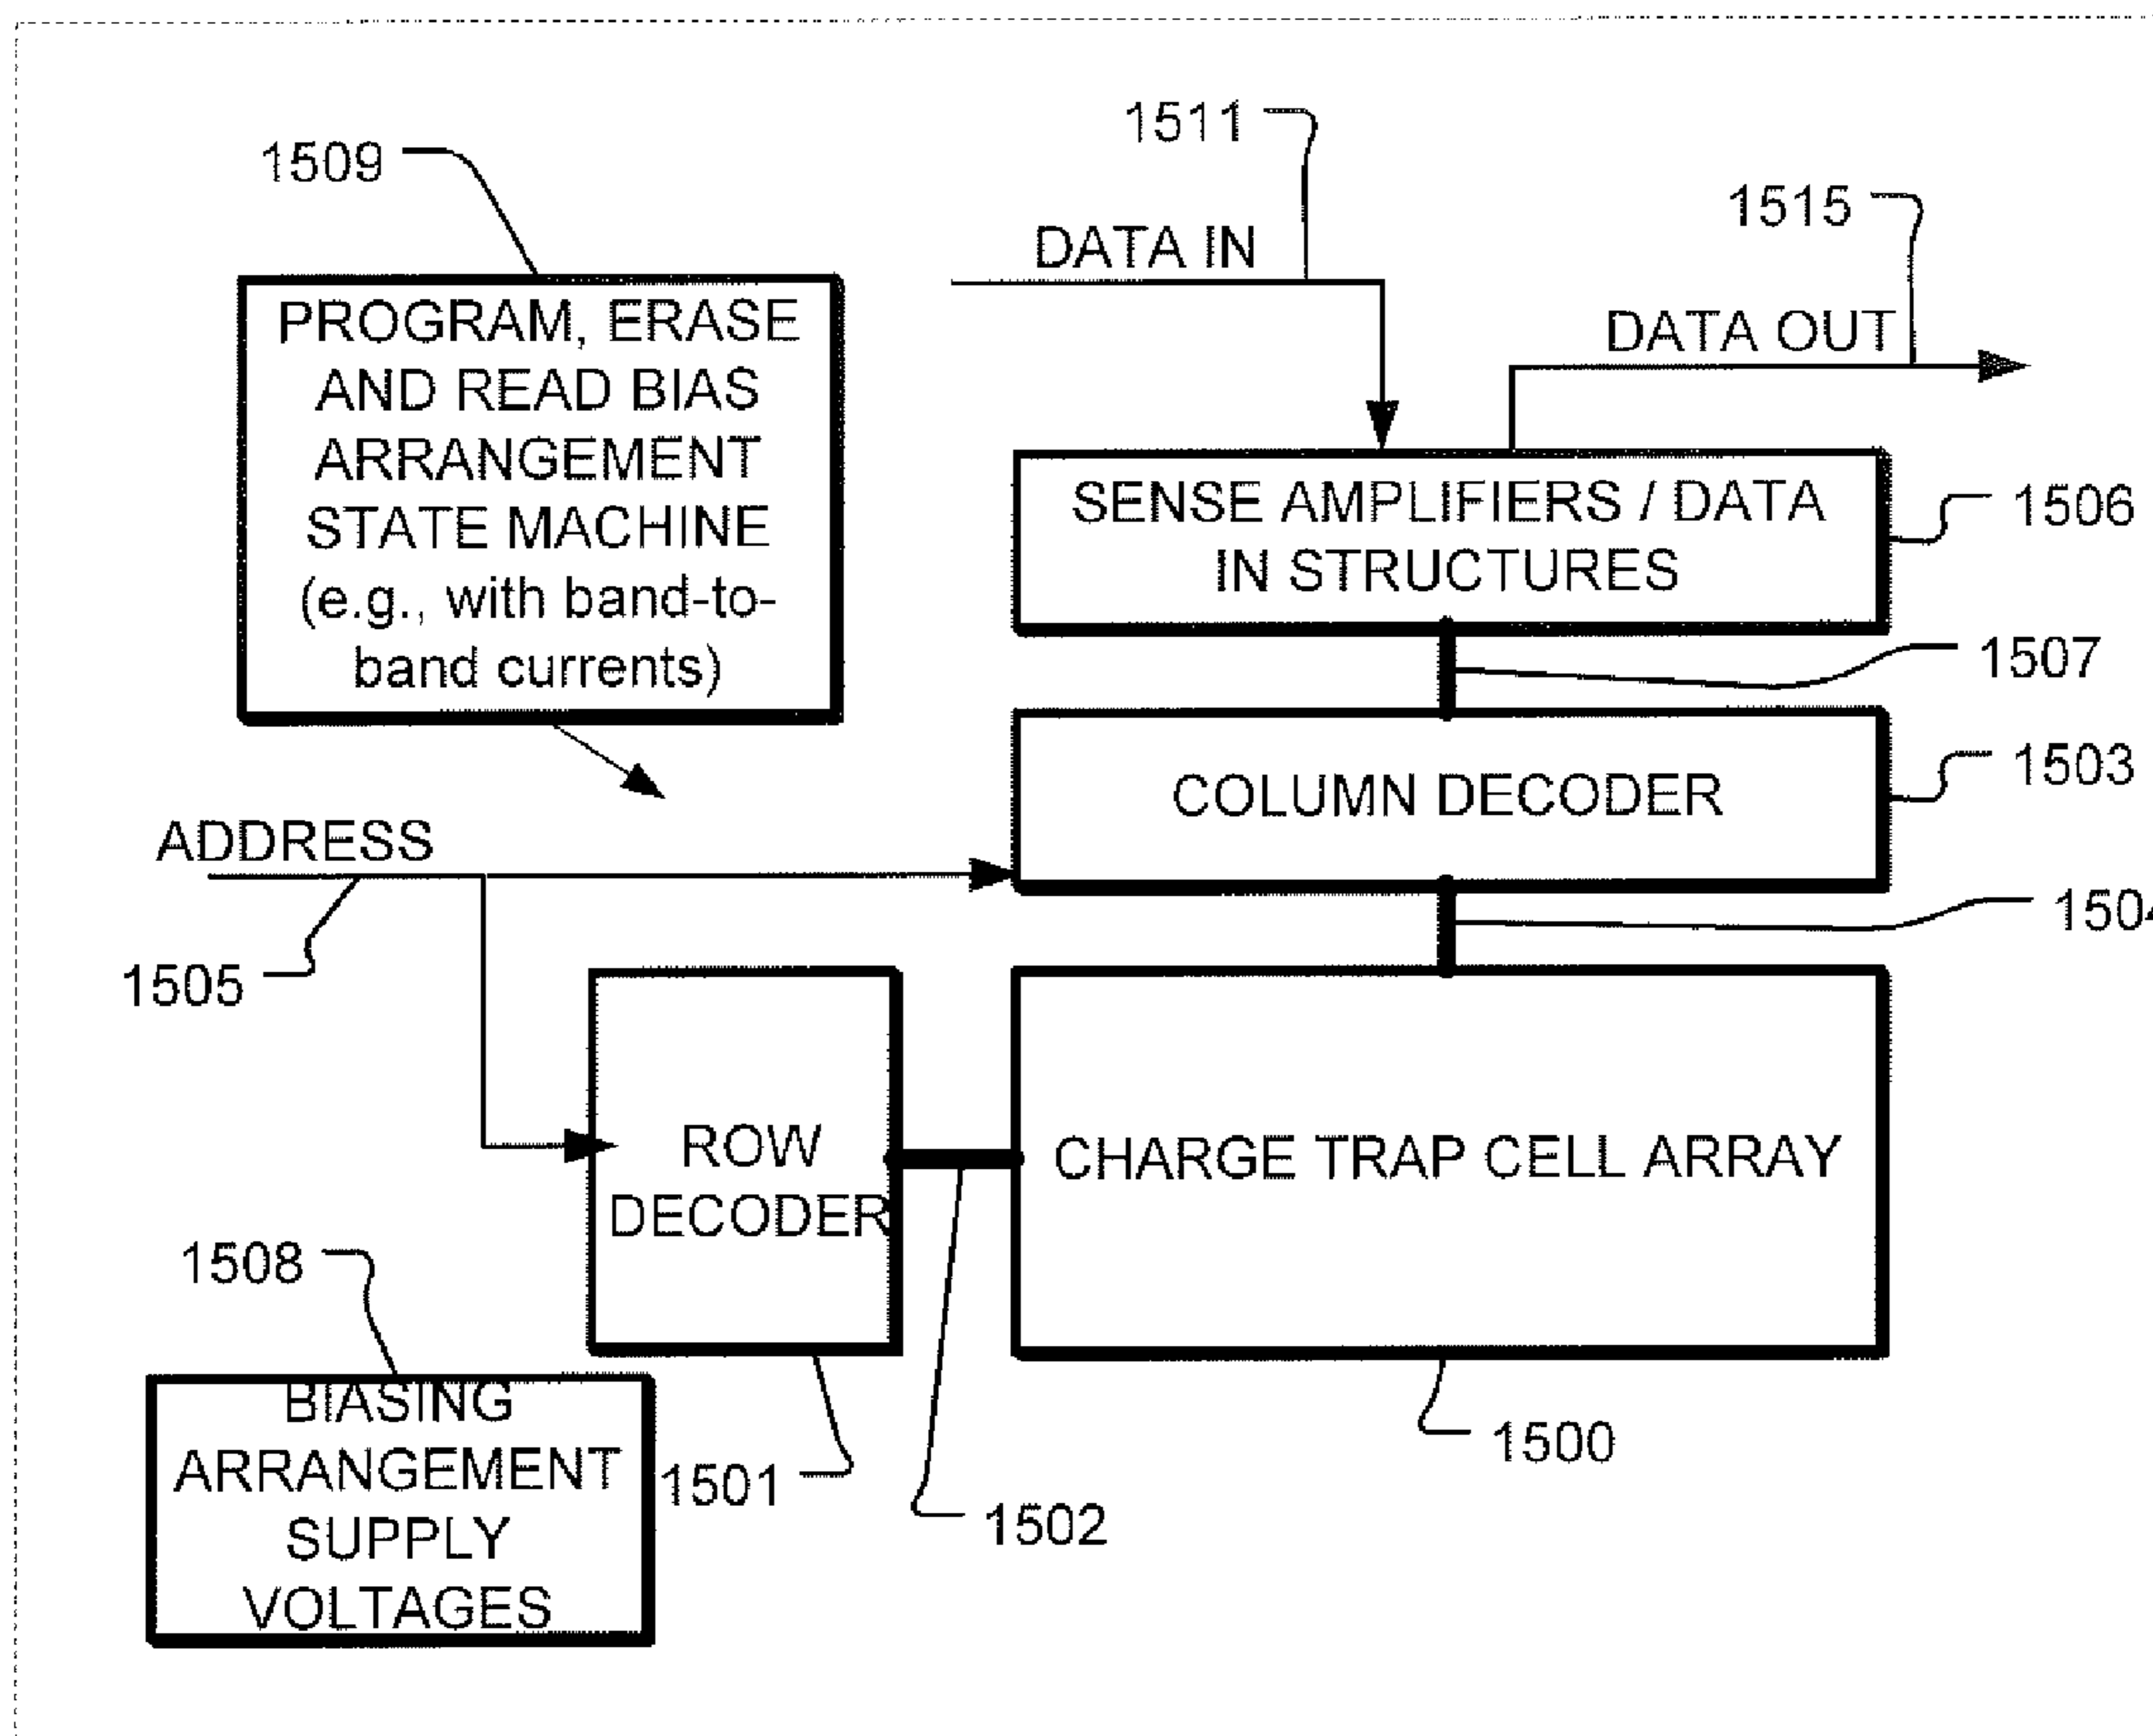 1511
1509
1515
DATA IN
PROGRAM, ERASE
AND READ BIAS
ARRANGEMENT
STATE MACHINE
(e.g., with band-to-
band currents)
DATA OUT
SENSE AMPLIFIERS / DATA
IN STRUCTURES
1506
1507
COLUMN DECODER
1503
ADDRESS
1504
1505
ROW
DECODER
CHARGE TRAP CELL ARRAY
1508
BIASING
ARRANGEMENT
SUPPLY
VOLTAGES
1501
1502
1500